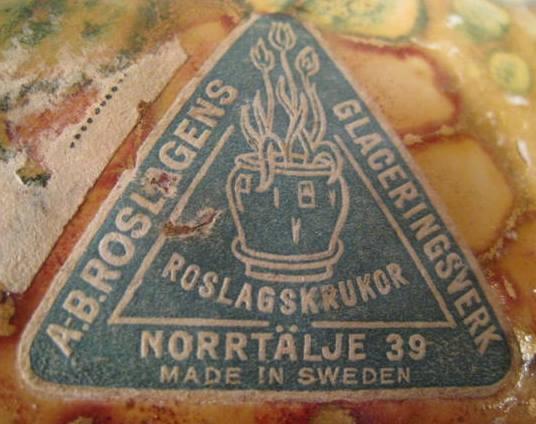 A.B. ROSLAGENS
GLACERINGSVERK
ROSLAGSKRUKOR
NORRTÄLJE 39
MADE IN SWEDEN